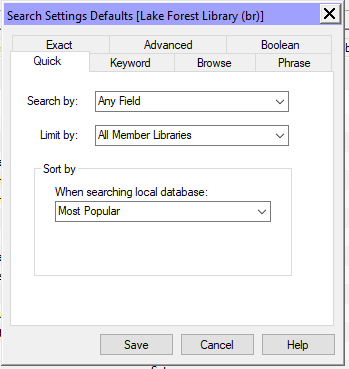 Search Settings Defaults [Lake Forest Library (br)]
Exact Advanced Boolean
Quick Keyword Browse Phrase
Search by: Any Field
Limit by: All Member Libraries
Sort by
When searching local database:
Most Popular
Save Cancel Help